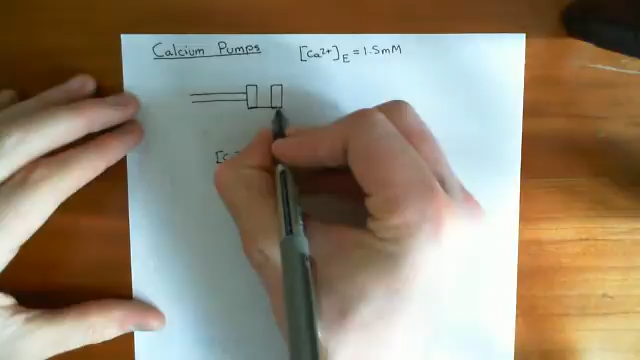 Calcium Pumps
[Ca²⁺]E = 1.5mM
[C